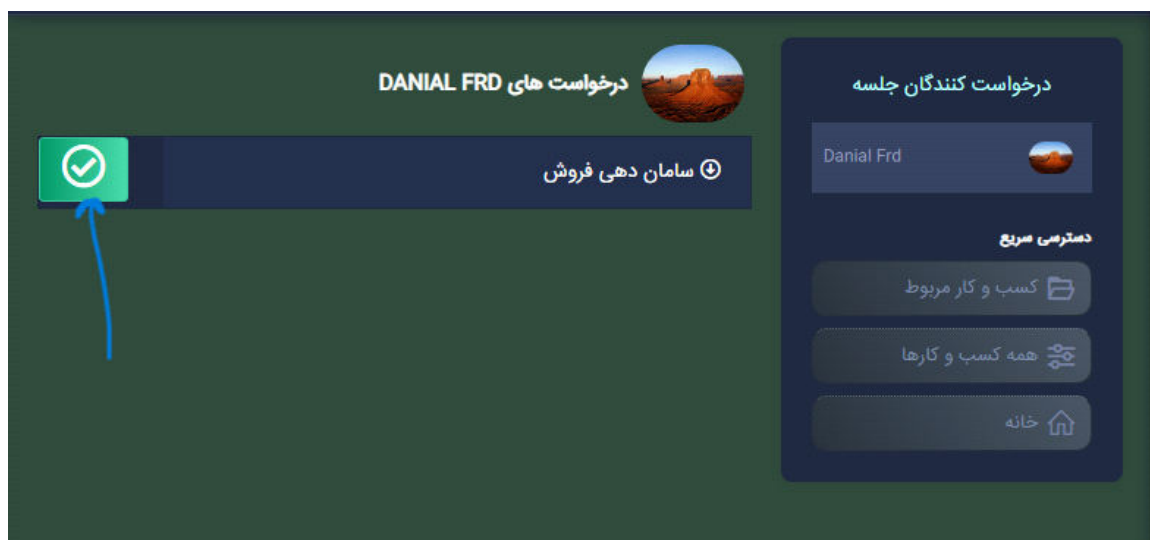 درخواست کنندگان جلسه
Danial Frd
دسترسی سریع
کسب و کار مربوط
همه کسب و کارها
خانه
درخواست های DANIAL FRD
سامان دهی فروش